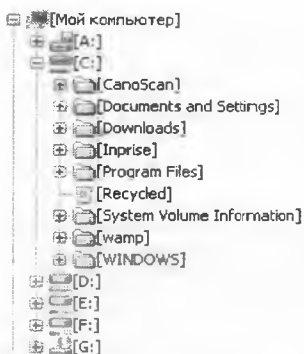 [Мой компьютер]
[A:]
[C:]
[CanoScan]
[Documents and Settings]
[Downloads]
[Inprise]
[Program Files]
[Recycled]
[System Volume Information]
[wamp]
[WINDOWS]
[D:]
[E:]
[F:]
[G:]